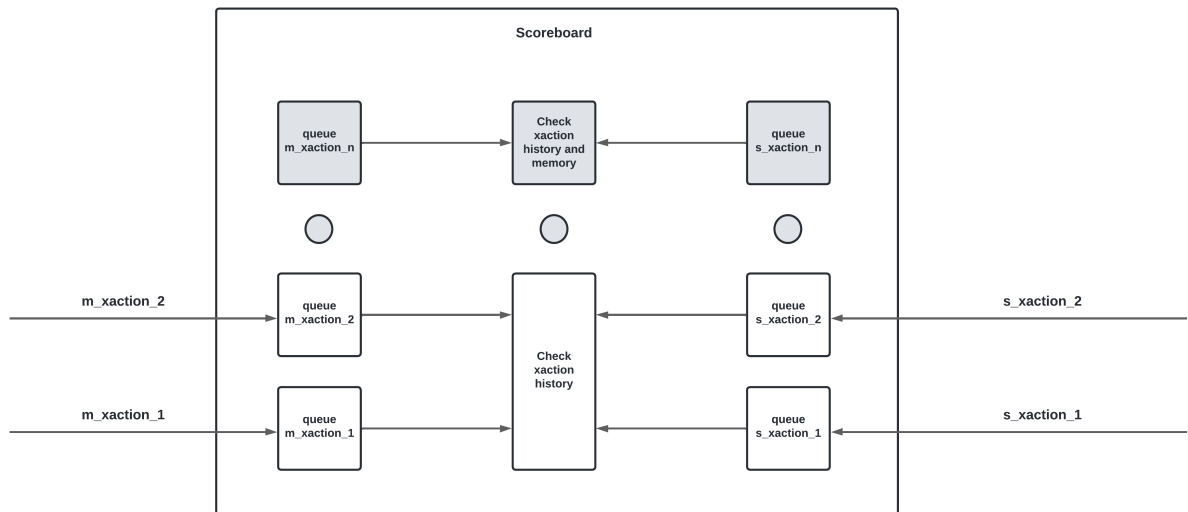 Scoreboard
queue
m_xaction_n
Check
xaction
history and
memory
queue
s_xaction_n
m_xaction_2
queue
m_xaction_2
queue
s_xaction_2
s_xaction_2
Check
xaction
history
m_xaction_1
queue
m_xaction_1
queue
s_xaction_1
s_xaction_1